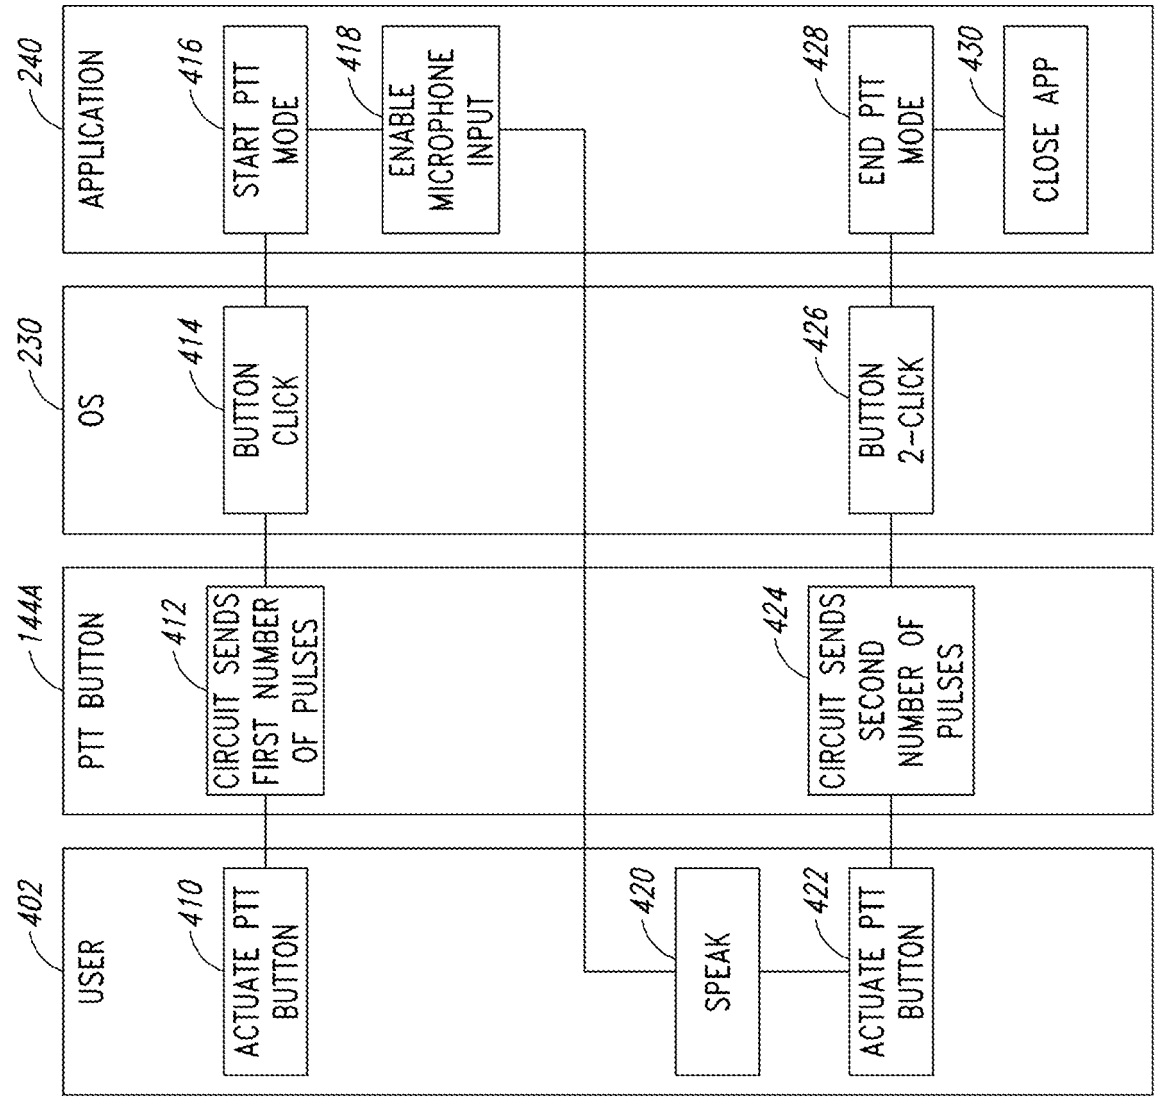 402
USER
410
ACTUATE PTT
BUTTON
420
SPEAK
422
ACTUATE PTT
BUTTON
144A
PTT BUTTON
412
CIRCUIT SENDS
FIRST NUMBER
OF PULSES
424
CIRCUIT SENDS
SECOND
NUMBER OF
PULSES
230
OS
414
BUTTON
CLICK
426
BUTTON
2-CLICK
240
APPLICATION
416
START PTT
MODE
418
ENABLE
MICROPHONE
INPUT
428
END PTT
MODE
430
CLOSE APP